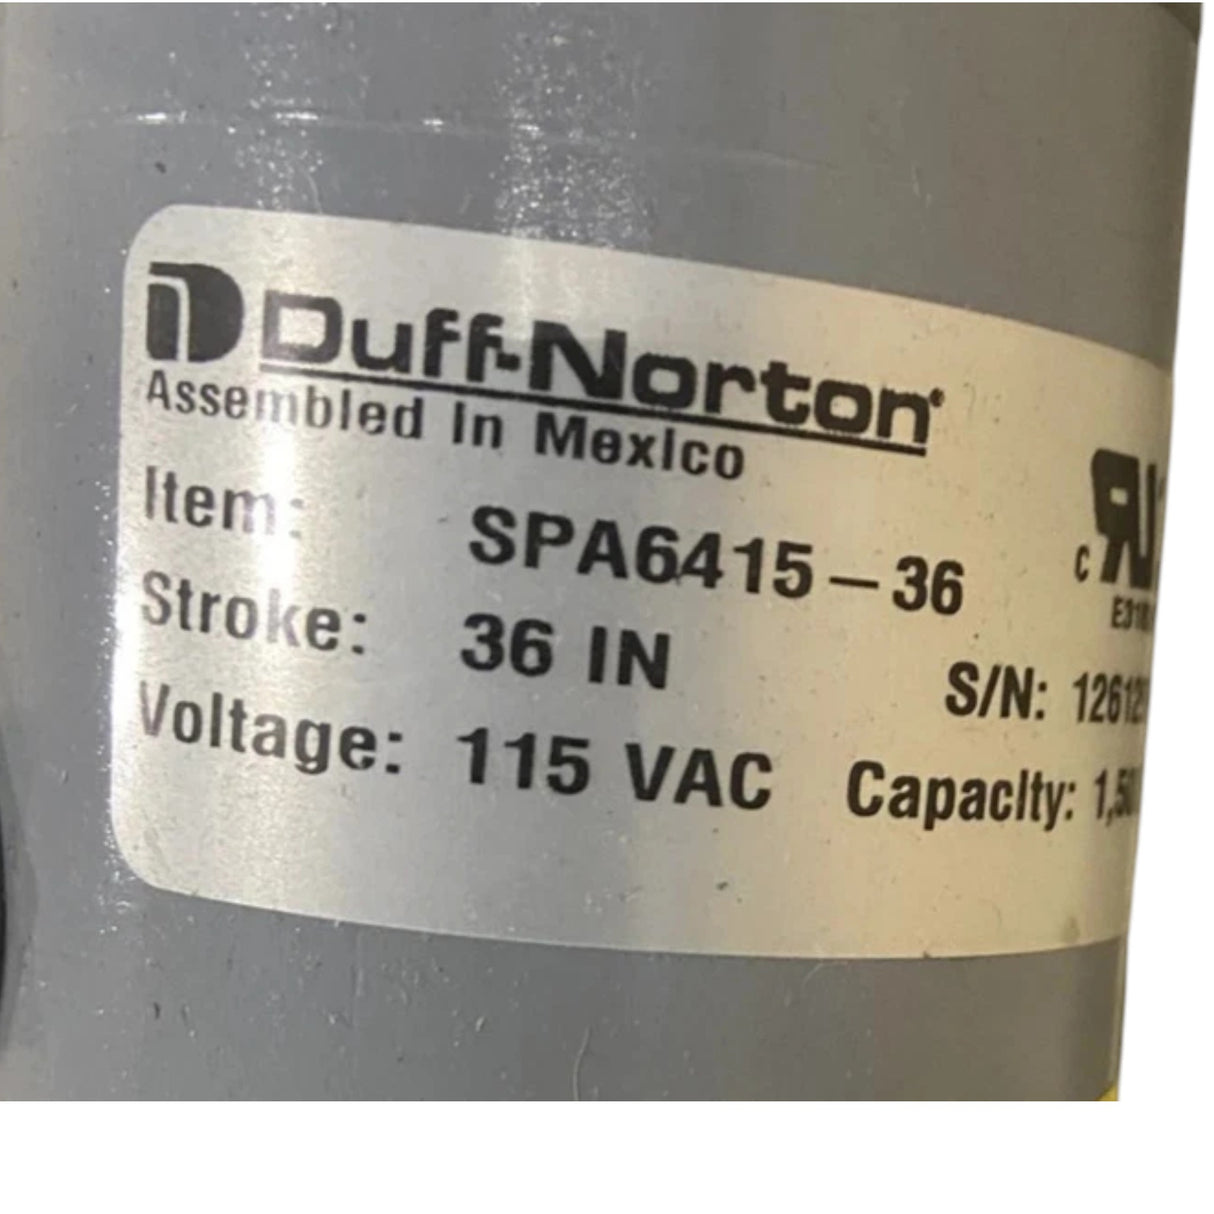 Duff-Norton
Assembled In Mexico
Item: SPA6415-36
Stroke: 36 IN
S/N:
Voltage: 115 VAC Capacity: